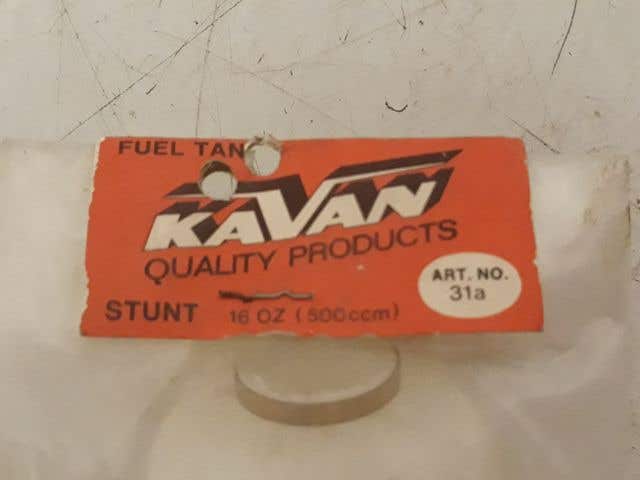 FUEL TAN
KAVAN
QUALITY PRODUCTS
ART. NO.
31a
STUNT 16 OZ (500ccm)